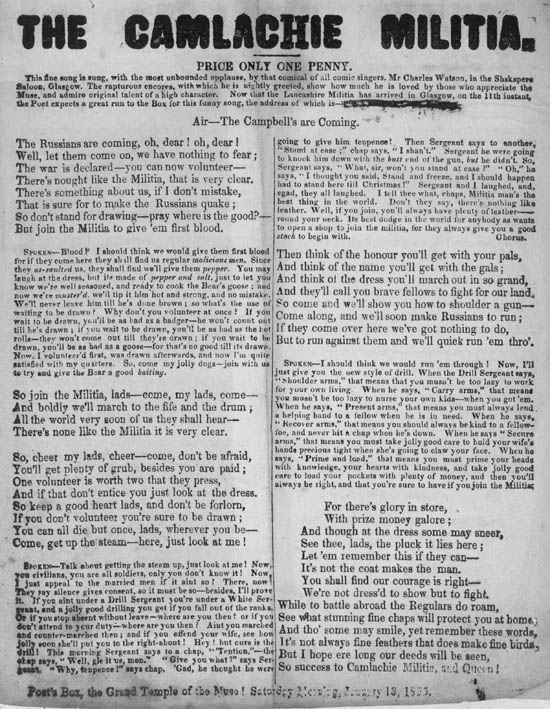 THE CAMLACHIE MILITIA.
PRICE ONLY ONE PENNY.
This fine song is sung, with the most unbounded applause, by that comical of all comic singers, Mr Charles Watson, in the Shakspere
Saloon, Glasgow. The rapturous encores, with which he is nightly greeted, show how much he is loved by those who appreciate the
Muse, and admire original talent of a high character. Now that the Lancashire Militia has arrived in Glasgow, on the 11th instant,
the Poet expects a great run to the Box for this funny song, the address of which is—
Air—The Campbell's are Coming.
The Russians are coming, oh, dear! oh, dear!
Well, let them come on, we have nothing to fear;
The war is declared—you can now volunteer—
There's nought like the Militia, that is very clear.
There's something about us, if I don't mistake,
That is sure for to make the Russians quake;
So don't stand for drawing—pray where is the good?—
But join the Militia to give 'em first blood.
SPOKEN—Blood? I should think we would give them first blood
for if they come here they shall find us regular malicious men. Since
they as-saulted us, they shall find we'll give them pepper. You may
laugh at the dress, but its made of pepper and salt, just to let you
know we're well seasoned, and ready to cook the Bear's goose; and
now we're muster'd. we'll tip it him hot and strong, and no mistake.
We'll never leave him till he's done brown; so what's the use of
waiting to be drawn? Why don't you volunteer at once? If you
wait to be drawn, you'll be as bad as a badger—he won't come out
till he's drawn; if you wait to be drawn, you'll be as bad as the hot
rolls—they won't come out till they're drawn; if you wait to be
drawn, you'll be as bad as a goose—for that's no good till its drawn.
Now, I volunteer'd first, was drawn afterwards, and now I'm quite
satisfied with my quarters. So, come my jolly dogs—join with us
to try and give the Bear a good baiting.
So join the Militia, lads—come, my lads, come—
And boldly we'll march to the fife and the drum;
All the world very soon of us they shall hear—
There's none like the Militia it is very clear.
So, cheer my lads, cheer—come, don't be afraid,
You'll get plenty of grub, besides you are paid;
One volunteer is worth two that they press,
And if that don't entice you just look at the dress.
So keep a good heart lads, and don't be forlorn,
If you don't volunteer you're sure to be drawn;
You can all die but once, lads, wherever you be—
Come, get up the steam—here, just look at me!
SPOKEN—Talk about getting the steam up, just look at me! Now,
you civilians, you are all soldiers, only you don't know it! Now
I just appeal to the married men if it aint so! There, now!
They say silence gives consent, so it must be so—besides, I'll prove
it. If you aint under a Drill Sergeant you're under a White Ser-
geant, and a jolly good drilling you get if you fall out of the ranks.
Or if you stop absent without leave—where are you then? or if you
don't attend to your duty—where are you then? Aint you marched
and counter-marched then; and if you offend your wife, see how
jolly soon she'll put you to the right-about! Hey! but curs is the
drill! This morning Sergeant says to a chap, "Tention,"—the
chap says, "Well, gie it us, men." "Give you what?" says Ser-
geant. "Why, tenpence!" says chap. 'Gad, he thought he were
going to give him tenpence! Then Sergeant says to another,
"Stand at ease;" chap says, "I shan't." Sergeant he were going
to knock him down with the butt end of the gun, but he didn't. So,
Sergeant says, "What, sir, won't you stand at ease?" "Oh," he
says, "I thought you said, Stand and freeze, and I should happen
had to stand here till Christmas!" Sergeant and I laughed, and,
egad, they all laughed. I tell thee what, chaps, Militia man's the
best thing in the world. Don't they say, there's nothing like
leather. Well, if you join, you'll always have plenty of leather—
round your neck. Its best dodge in the world for anybody as wants
to open a shop to join the militia, for they always give you a good
stock to begin with.
Chorus.
Then think of the honour you'll get with your pals,
And think of the name you'll get with the gals;
And think of the dress you'll march out in so grand,
And they'll call you brave fellows to fight for our land.
So come and we'll show you how to shoulder a gun—
Come along, and we'll soon make Russians to run;
If they come over here we've got nothing to do,
But to run against them and we'll quick run 'em thro'.
SPOKEN—I should think we would run 'em through! Now, I'll
just give you the new style of drill. When the Drill Sergeant says,
"Shoulder arms," that means that you musn't be too lazy to work
for your own living. When he says, "Carry arms," that means
you musn't be too lazy to nurse your own kids—when you got 'em.
When he says, "Present arms," that means you must always lend
a helping hand to a fellow when he is in need. When he says,
"Recover arms," that means you should always be kind to a fellow-
foe, and never hit a chap when he's down. When he says "Secure
arms," that means you must take jolly good care to hold your wife's
hands precious tight when she's going to claw your face. When he
says, "Prime and load," that means you must prime your heads
with knowledge, your hearts with kindness, and take jolly good
care to load your pockets with plenty of money, and then you'll
always be right, and that you're sure to have if you join the Militia;
For there's glory in store,
With prize money galore;
And though at the dress some may sneer,
See thee, lads, the pluck it lies here;
Let 'em remember this if they can—
It's not the coat makes the man.
You shall find our courage is right—
We're not dress'd to show but to fight.
While to battle abroad the Regulars do roam,
See what stunning fine chaps will protect you at home;
And tho' some may smile, yet remember these words,
It's not always fine feathers that does make fine birds,
But I hope ere long our deeds will be seen,
So success to Camlachie Militia, and Queen!
Poet's Box, the Grand Temple of the Muse! Saturday Morning, January 13, 1855.